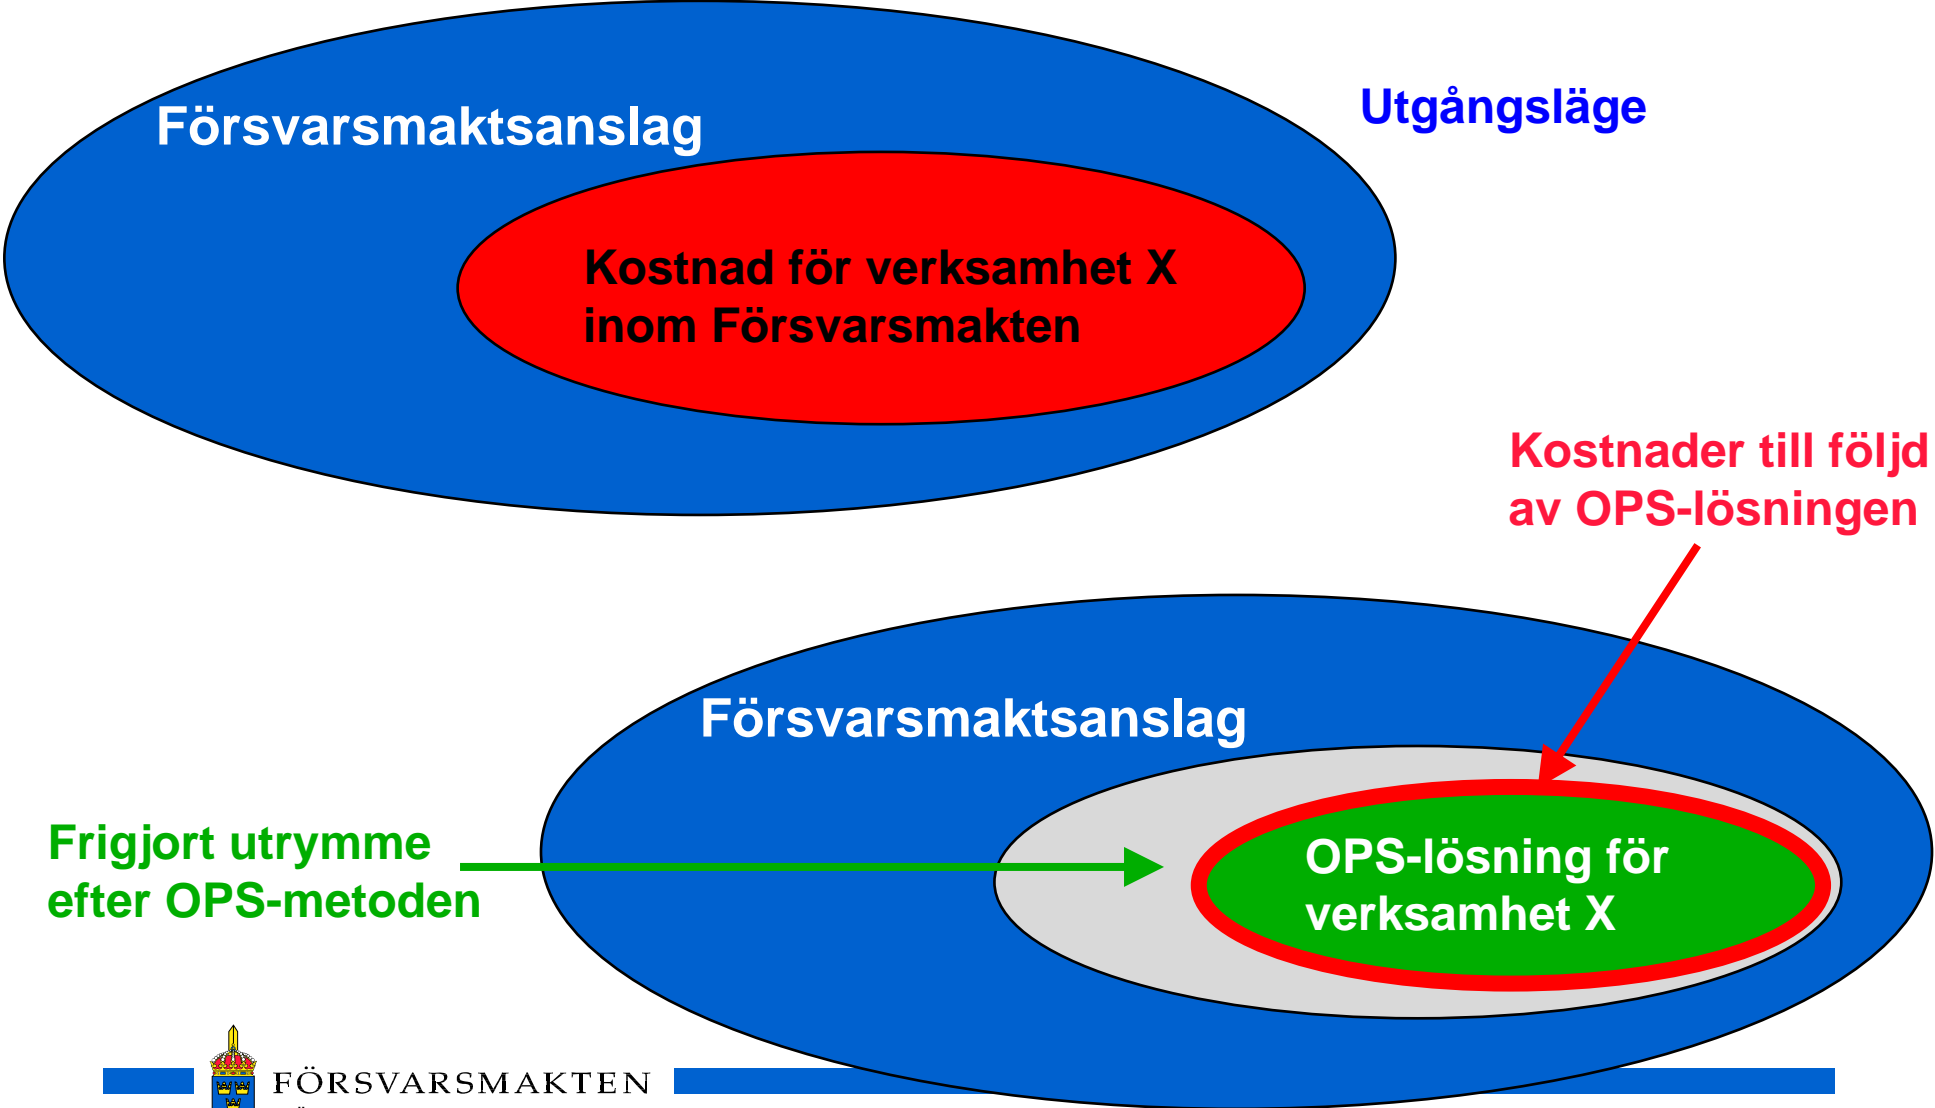 Försvarsmaktsanslag
Utgångsläge
Kostnad för verksamhet X
inom Försvarsmakten
Kostnader till följd
av OPS-lösningen
Försvarsmaktsanslag
Frigjort utrymme
efter OPS-metoden
OPS-lösning för
verksamhet X
FÖRSVARSMAKTEN